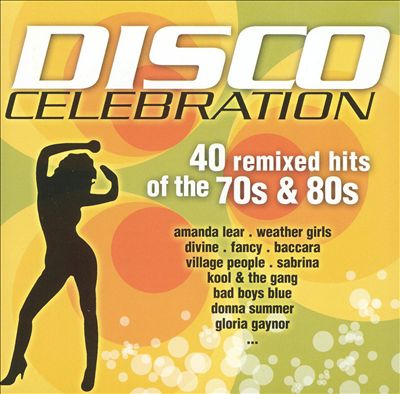 DISCO
CELEBRATION
40 remixed hits
of the 70s & 80s
amanda lear . weather girls
divine . fancy . baccara
village people . sabrina
kool & the gang
bad boys blue
donna summer
gloria gaynor
...